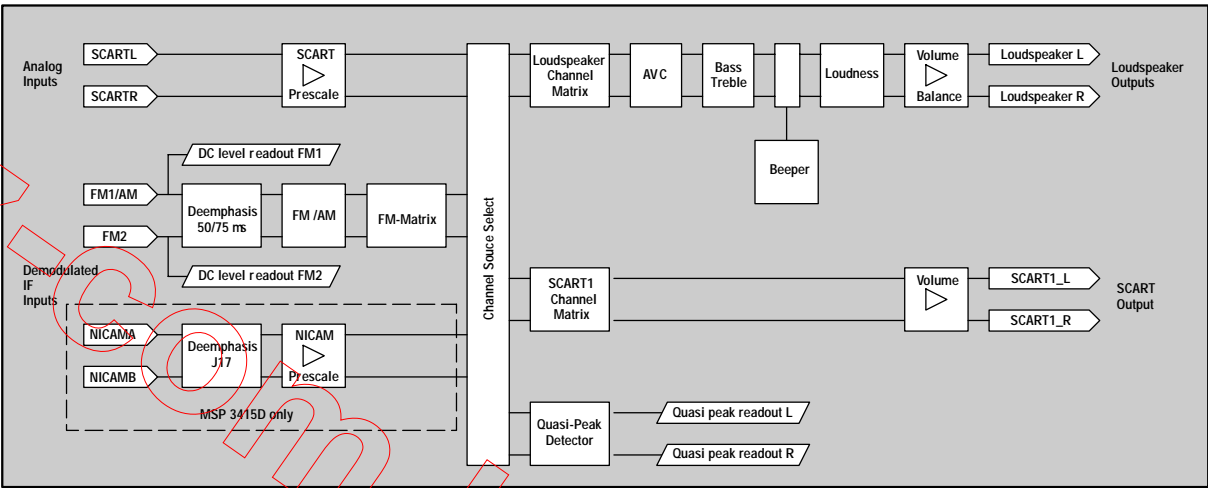 Analog
Inputs
SCARTL
SCARTR
SCART
Prescale
DC level readout FM1
FM1/AM
FM2
Deemphasis
50/75 ms
FM /AM
FM-Matrix
DC level readout FM2
Demodulated
IF
Inputs
NICAMA
NICAMB
Deemphasis
J17
NICAM
Prescale
MSP 3415D only
Channel Souce Select
Loudspeaker
Channel
Matrix
AVC
Bass
Treble
Beeper
Loudness
Volume
Balance
Loudspeaker L
Loudspeaker R
Loudspeaker
Outputs
SCART1
Channel
Matrix
Volume
SCART1_L
SCART1_R
SCART
Output
Quasi-Peak
Detector
Quasi peak readout L
Quasi peak readout R
.com